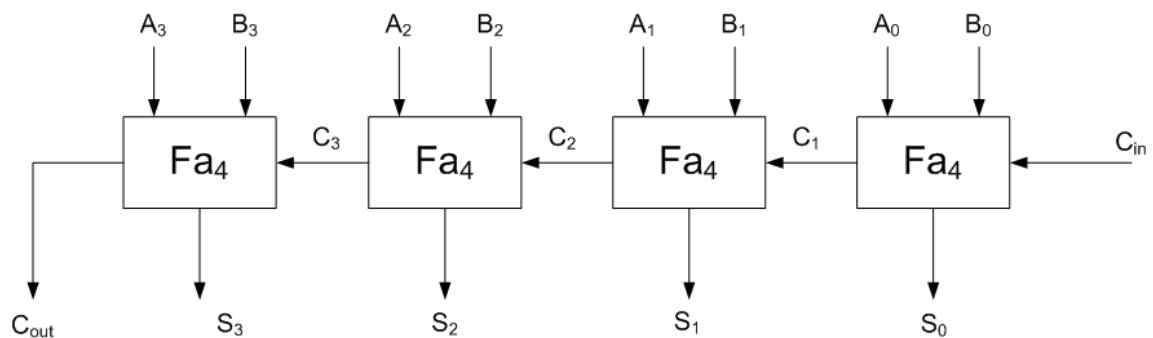 A₃ B₃ A₂ B₂ A₁ B₁ A₀ B₀
Fa₄ C₃ Fa₄ C₂ Fa₄ C₁ Fa₄ Cᵢₙ
Cₒᵤₜ S₃ S₂ S₁ S₀